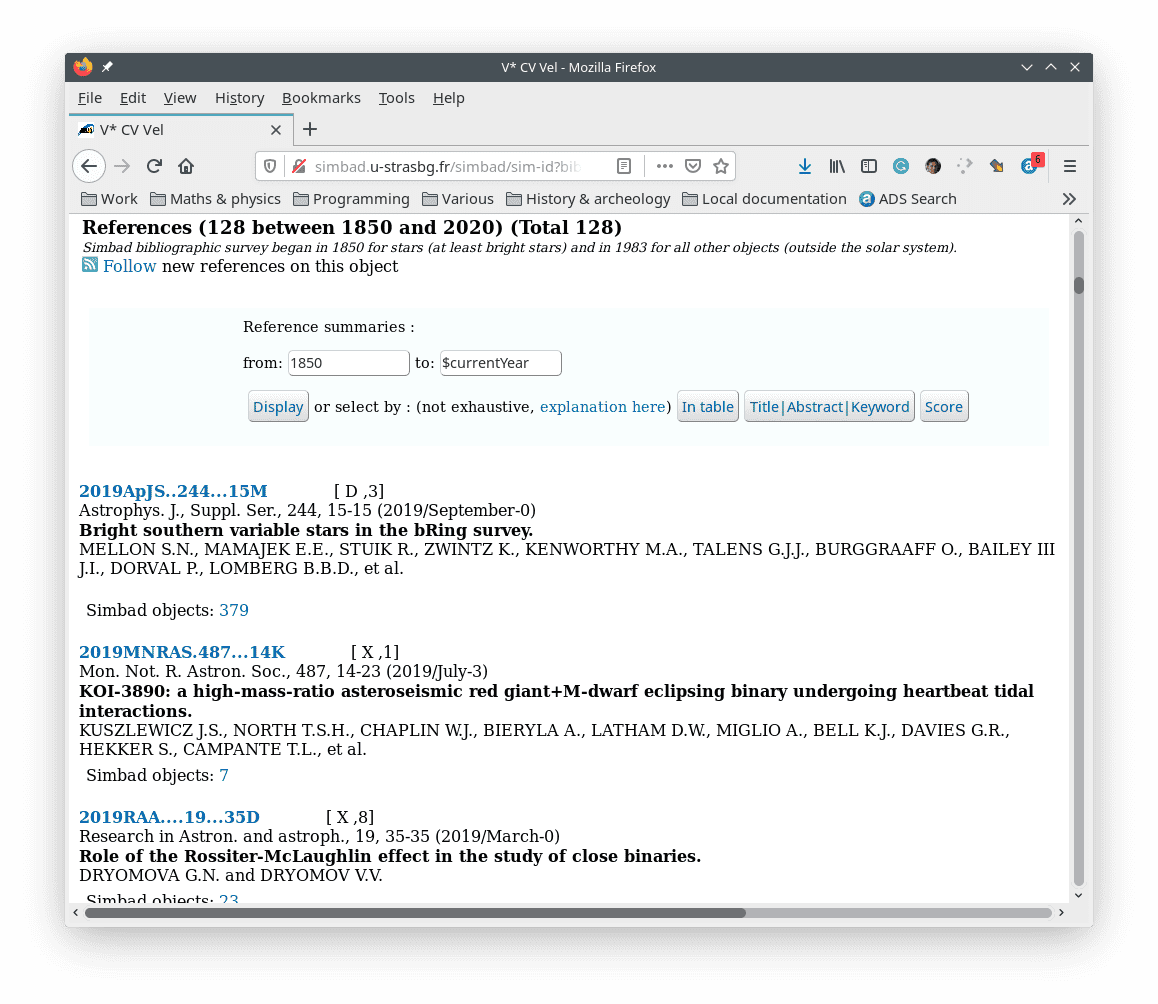 V* CV Vel - Mozilla Firefox
File Edit View History Bookmarks Tools Help
V* CV Vel
simbad.u-strasbg.fr/simbad/sim-id?bib
6
Work Maths & physics Programming Various History & archeology Local documentation ADS Search
References (128 between 1850 and 2020) (Total 128)
Simbad bibliographic survey began in 1850 for stars (at least bright stars) and in 1983 for all other objects (outside the solar system).
Follow new references on this object
Reference summaries :
from: 1850 to: $currentYear
Display or select by : (not exhaustive, explanation here) In table Title|Abstract|Keyword Score
2019ApJS..244...15M [ D ,3]
Astrophys. J., Suppl. Ser., 244, 15-15 (2019/September-0)
Bright southern variable stars in the bRing survey.
MELLON S.N., MAMAJEK E.E., STUIK R., ZWINTZ K., KENWORTHY M.A., TALENS G.J.J., BURGGRAAFF O., BAILEY III
J.I., DORVAL P., LOMBERG B.B.D., et al.
Simbad objects: 379
2019MNRAS.487...14K [ X ,1]
Mon. Not. R. Astron. Soc., 487, 14-23 (2019/July-3)
KOI-3890: a high-mass-ratio asteroseismic red giant+M-dwarf eclipsing binary undergoing heartbeat tidal
interactions.
KUSZLEWICZ J.S., NORTH T.S.H., CHAPLIN W.J., BIERYLA A., LATHAM D.W., MIGLIO A., BELL K.J., DAVIES G.R.,
HEKKER S., CAMPANTE T.L., et al.
Simbad objects: 7
2019RAA....19...35D [ X ,8]
Research in Astron. and astroph., 19, 35-35 (2019/March-0)
Role of the Rossiter-McLaughlin effect in the study of close binaries.
DRYOMOVA G.N. and DRYOMOV V.V.
Simbad objects: 23